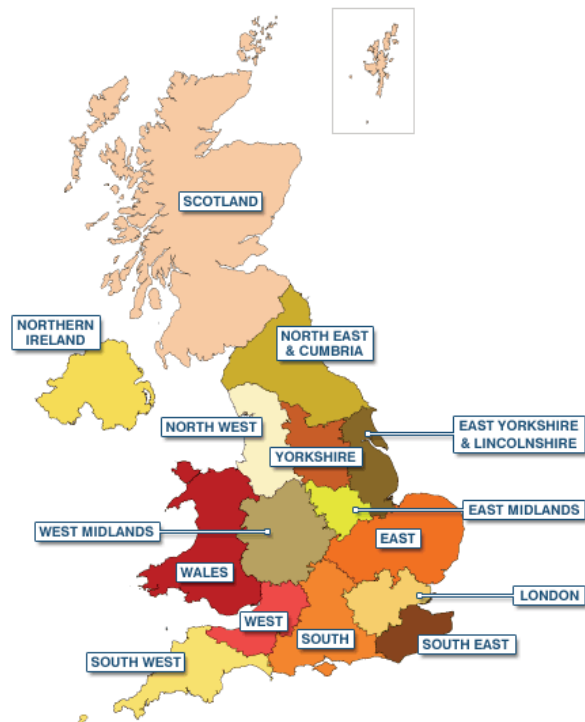 SCOTLAND
NORTHERN
IRELAND
NORTH EAST
& CUMBRIA
NORTH WEST
EAST YORKSHIRE
& LINCOLNSHIRE
YORKSHIRE
EAST MIDLANDS
WEST MIDLANDS
EAST
WALES
LONDON
WEST
SOUTH
SOUTH EAST
SOUTH WEST